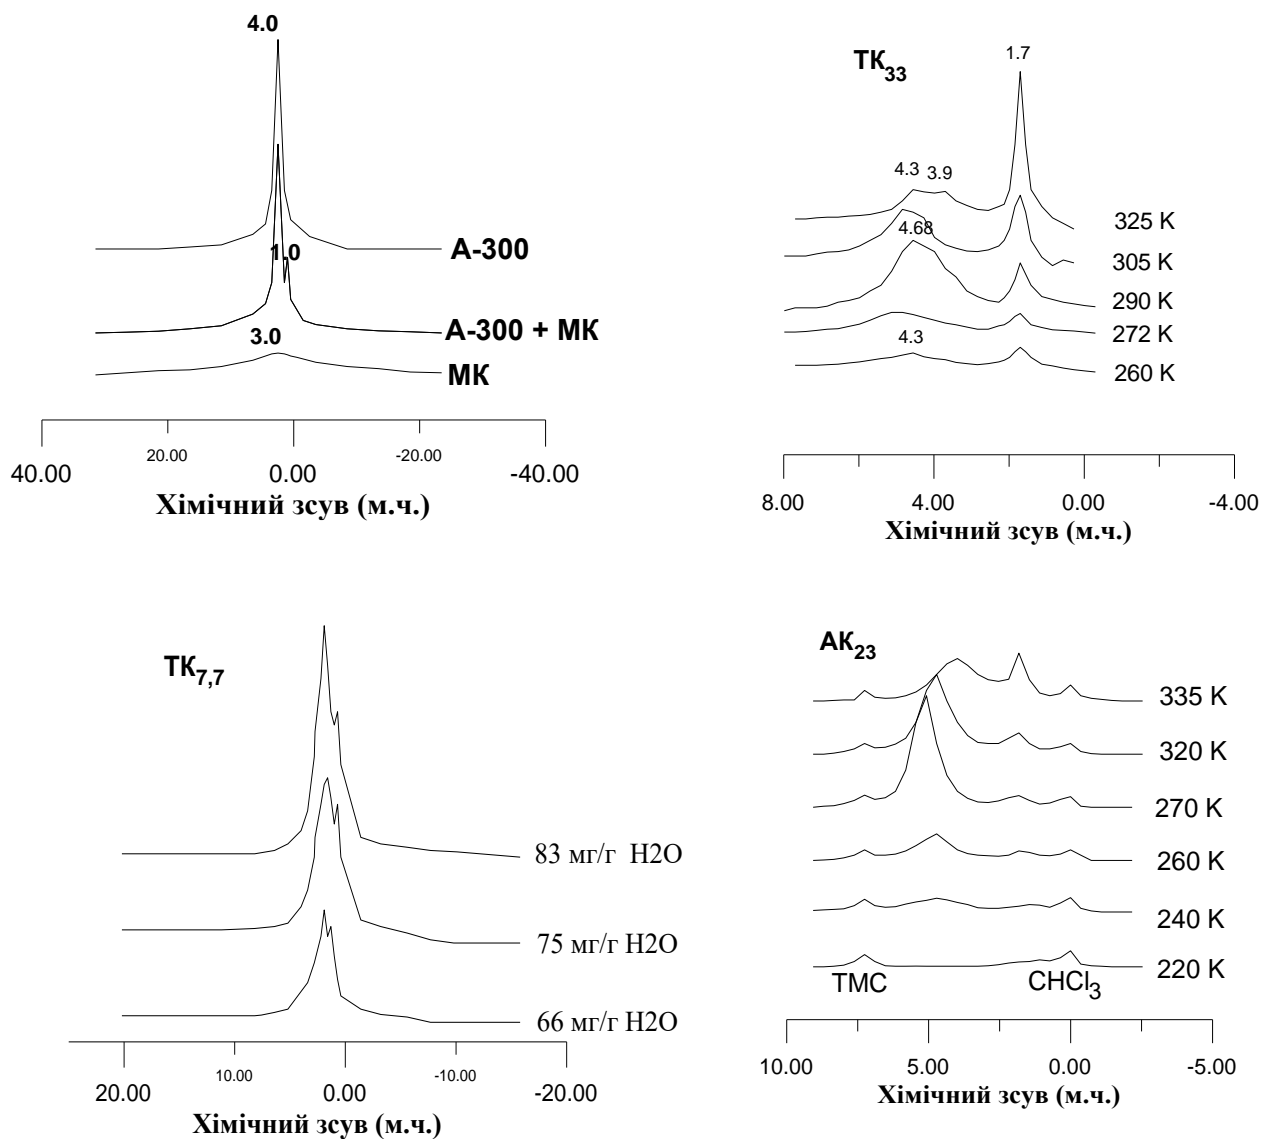 4.0
A-300
1.0
A-300 + МК
3.0
МК
40.00
20.00
0.00
-20.00
-40.00
Хімічний зсув (м.ч.)
ТК33
1.7
4.3
3.9
325 K
4.68
305 K
290 K
272 K
4.3
260 K
8.00
4.00
0.00
-4.00
Хімічний зсув (м.ч.)
ТК7,7
83 мг/г H2O
75 мг/г H2O
66 мг/г H2O
20.00
10.00
0.00
-10.00
-20.00
Хімічний зсув (м.ч.)
АК23
335 K
320 K
270 K
260 K
240 K
220 K
ТМС
CHCl3
10.00
5.00
0.00
-5.00
Хімічний зсув (м.ч.)